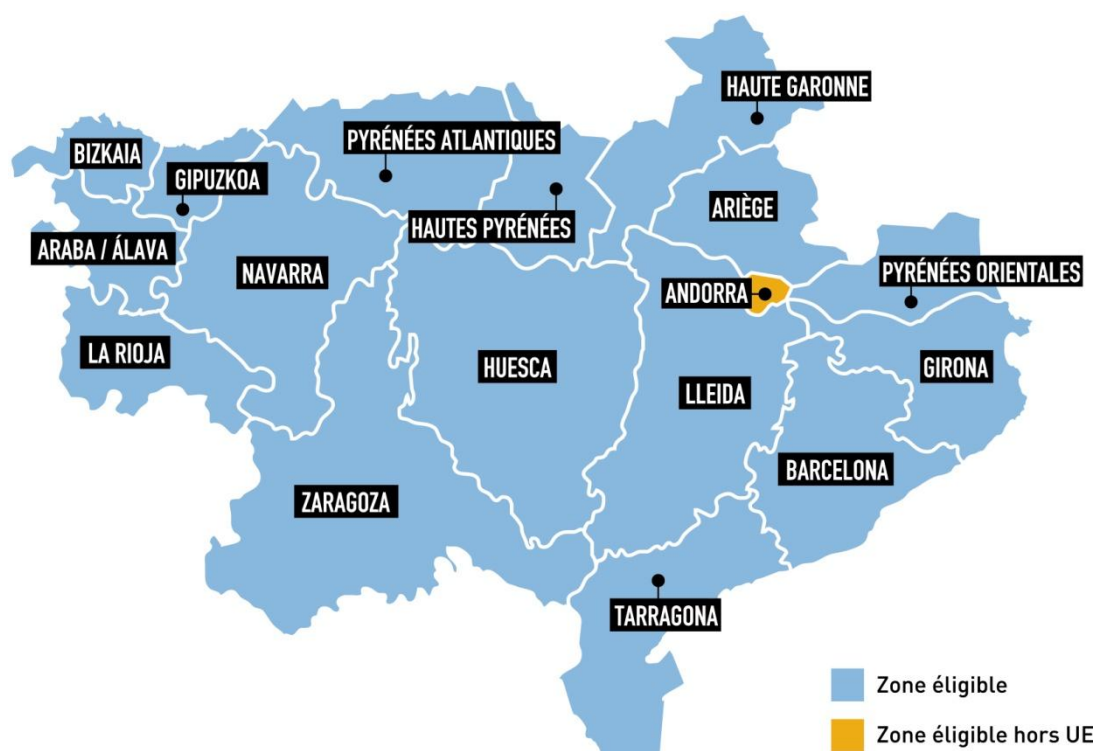 HAUTE GARONNE
PYRÉNÉES ATLANTIQUES
BIZKAIA
GIPUZKOA
ARIÈGE
HAUTES PYRÉNÉES
ARABA / ÁLAVA
NAVARRA
PYRÉNÉES ORIENTALES
ANDORRA
LA RIOJA
HUESCA
GIRONA
LLEIDA
BARCELONA
ZARAGOZA
TARRAGONA
Zone éligible
Zone éligible hors UE